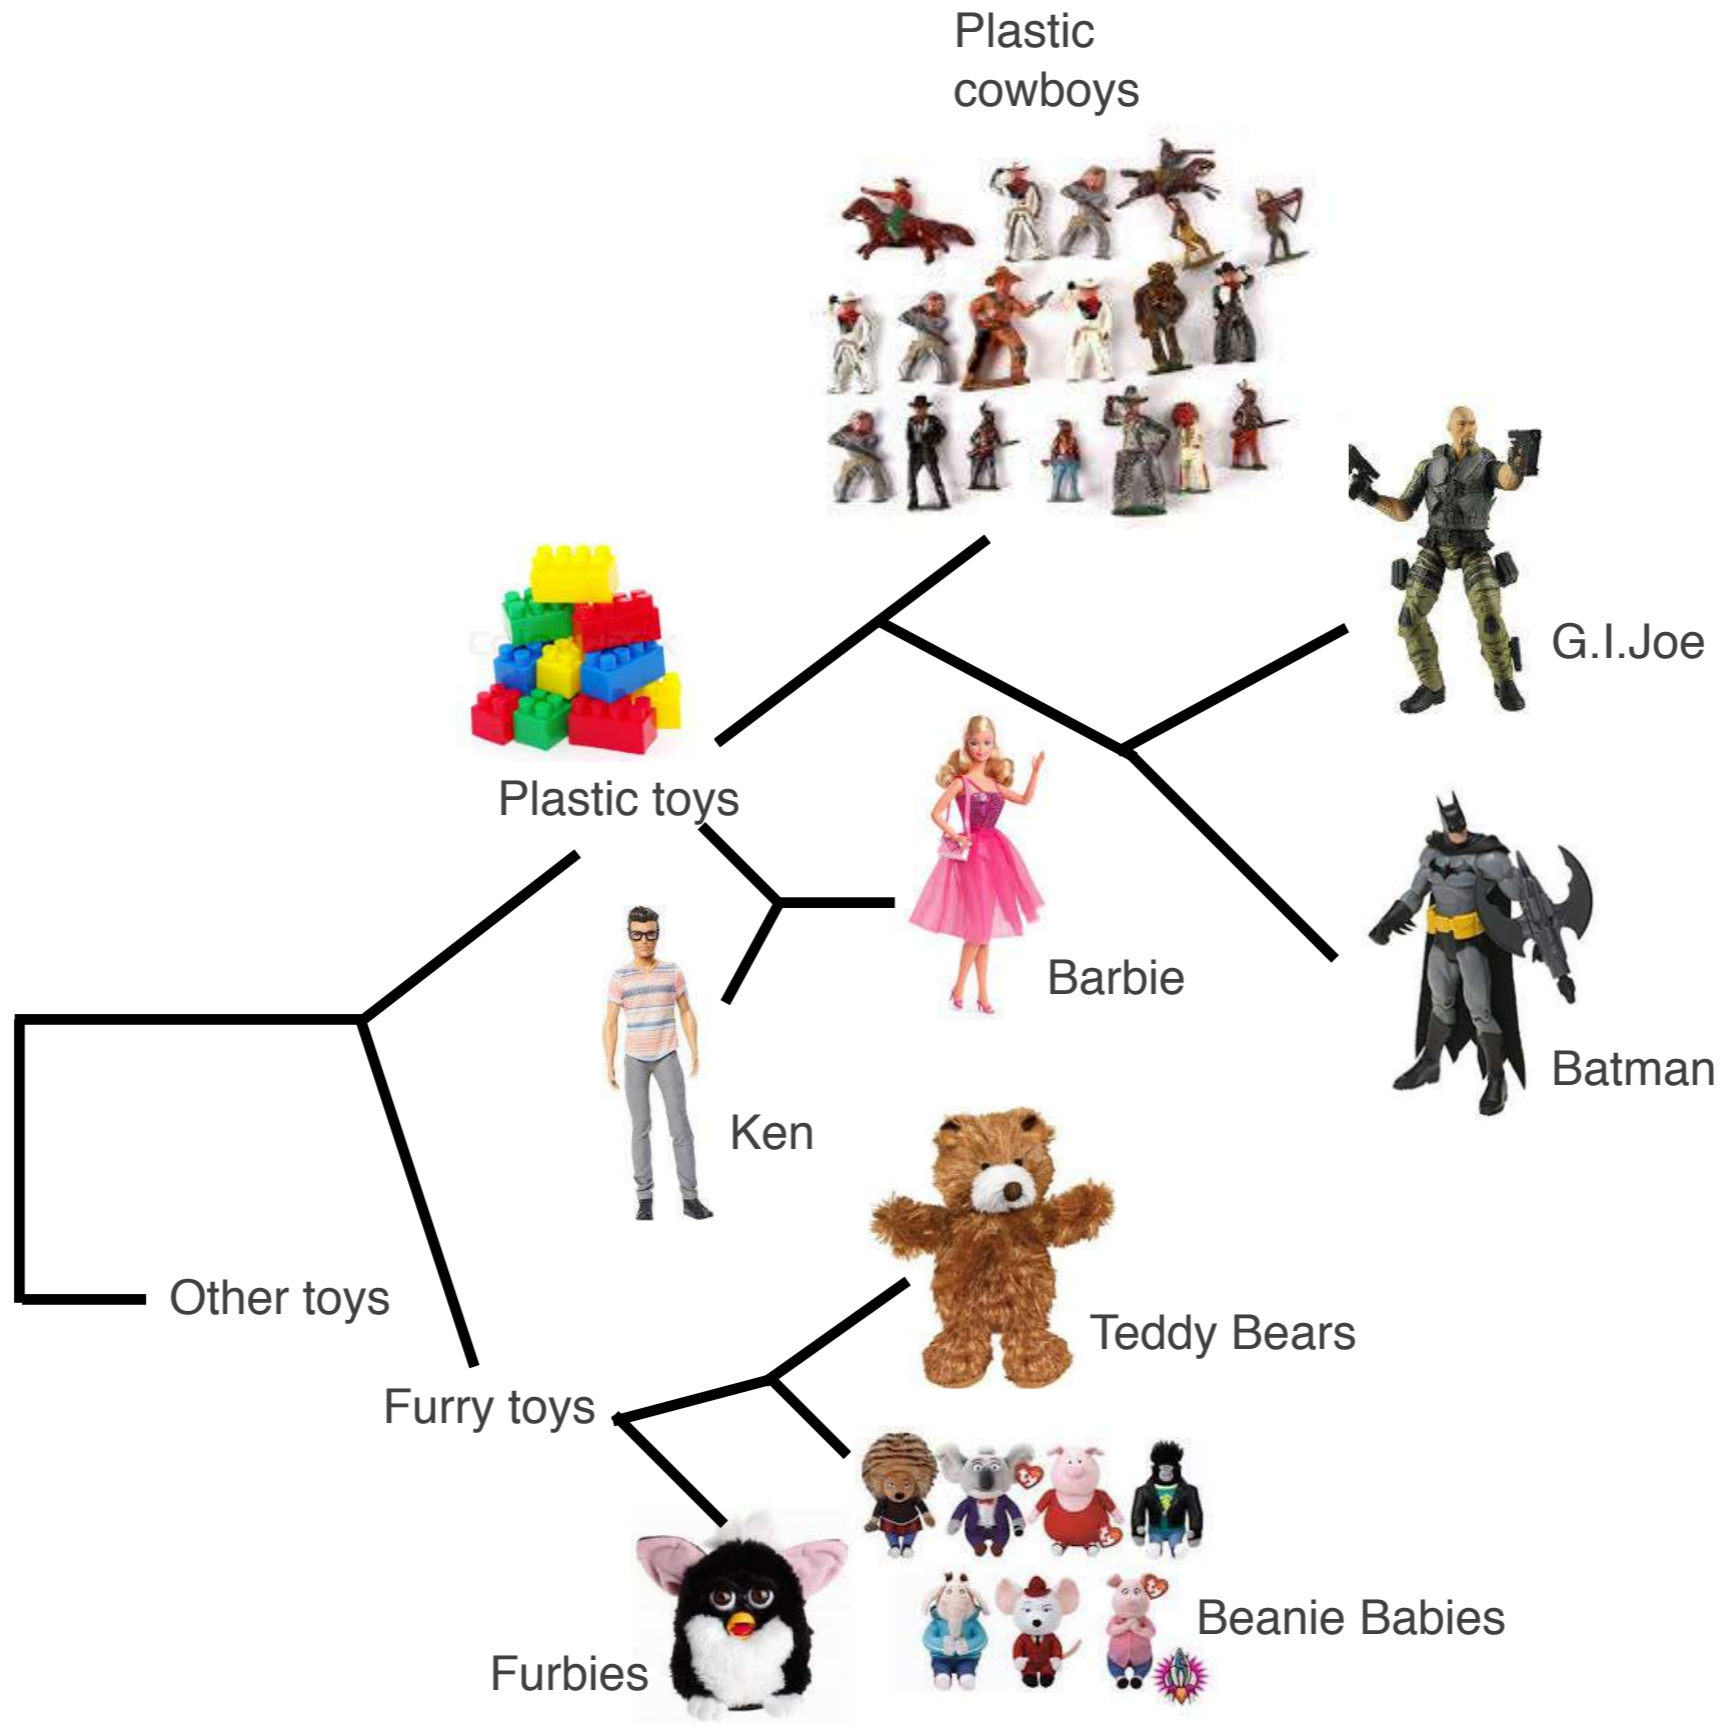 Plastic
cowboys
G.I.Joe
Plastic toys
Barbie
Batman
Ken
Other toys
Teddy Bears
Furry toys
Beanie Babies
Furbies